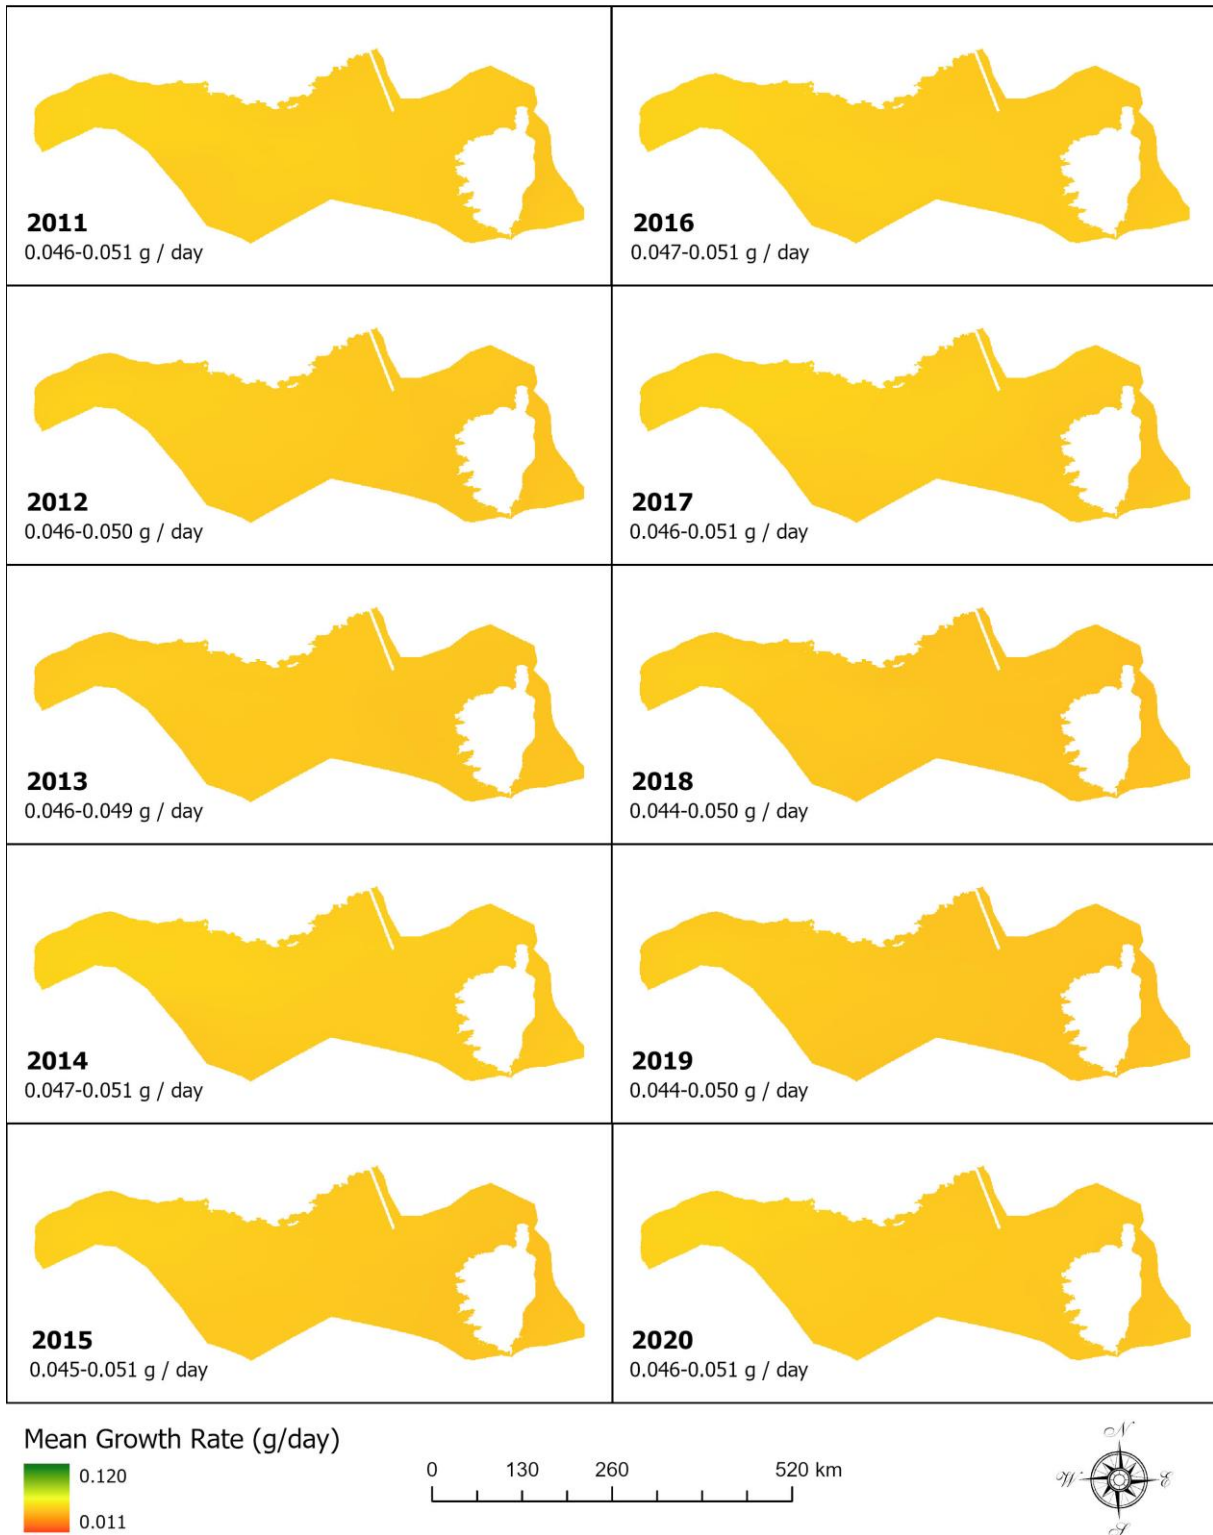 2011
0.046-0.051 g / day
2016
0.047-0.051 g / day
2012
0.046-0.050 g / day
2017
0.046-0.051 g / day
2013
0.046-0.049 g / day
2018
0.044-0.050 g / day
2014
0.047-0.051 g / day
2019
0.044-0.050 g / day
2015
0.045-0.051 g / day
2020
0.046-0.051 g / day
Mean Growth Rate (g/day)
0.120
0.011
0 130 260 520 km
N
W E
S